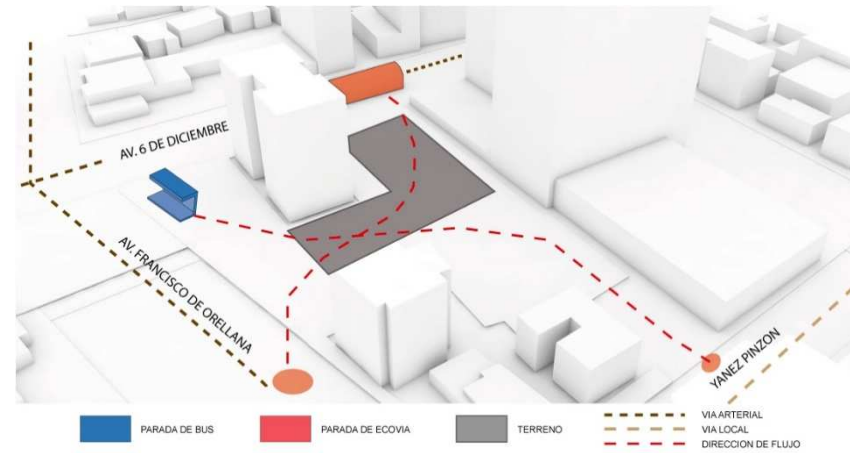 AV. 6 DE DICIEMBRE
AV. FRANCISCO DE ORELLANA
YANEZ PINZON
PARADA DE BUS
PARADA DE ECOVIA
TERRENO
VIA ARTERIAL
VIA LOCAL
DIRECCION DE FLUJO